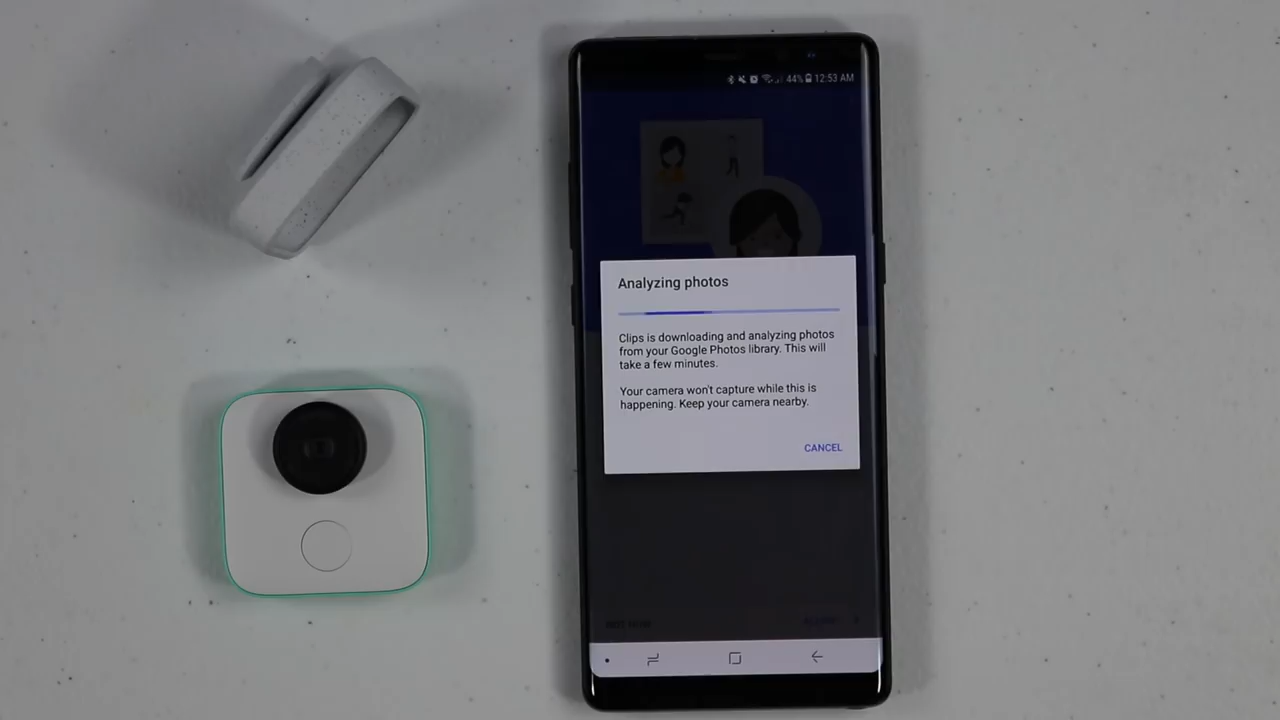 44% 12:53 AM
Analyzing photos
Clips is downloading and analyzing photos
from your Google Photos library. This will
take a few minutes.
Your camera won't capture while this is
happening. Keep your camera nearby.
CANCEL